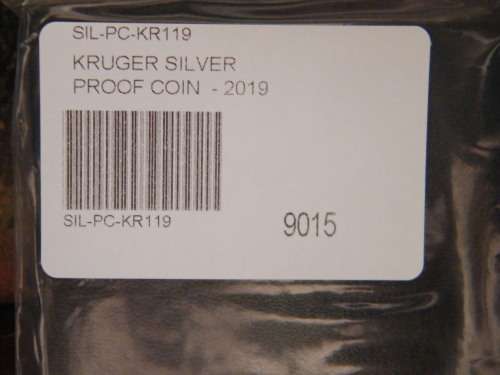 SIL-PC-KR119
KRUGER SILVER
PROOF COIN - 2019
SIL-PC-KR119
9015